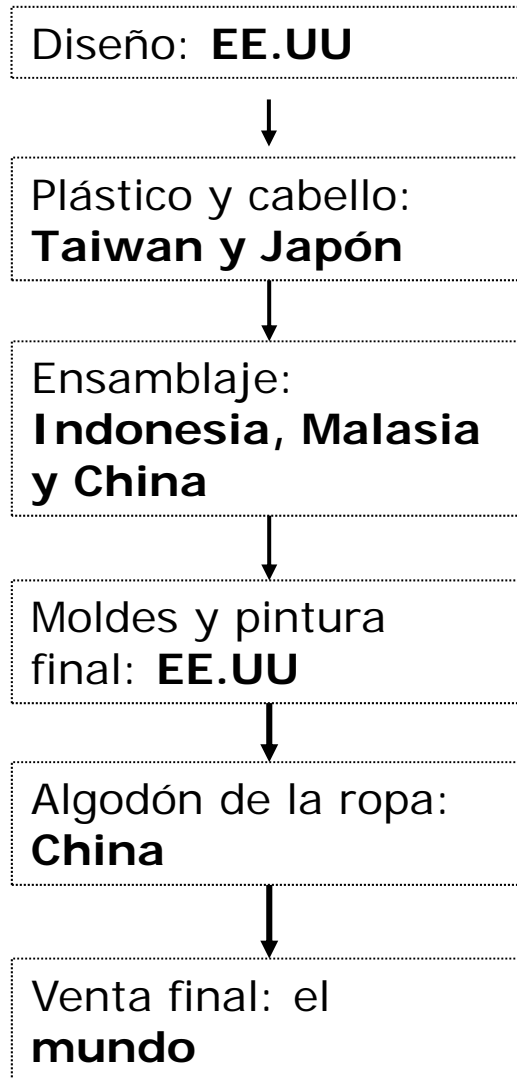 Diseño: EE.UU
Plástico y cabello:
Taiwan y Japón
Ensamblaje:
Indonesia, Malasia
y China
Moldes y pintura
final: EE.UU
Algodón de la ropa:
China
Venta final: el
mundo